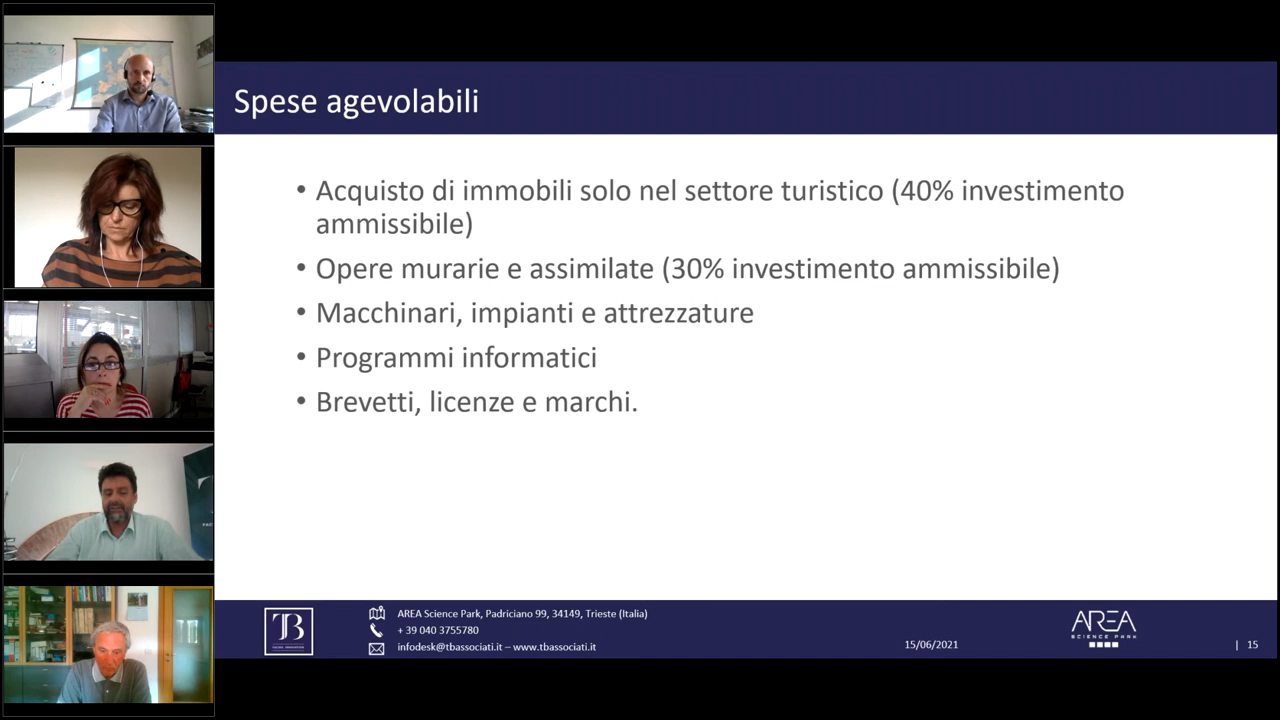 Spese agevolabili
• Acquisto di immobili solo nel settore turistico (40% investimento
ammissibile)
• Opere murarie e assimilate (30% investimento ammissibile)
• Macchinari, impianti e attrezzature
• Programmi informatici
• Brevetti, licenze e marchi.
TB
AREA Science Park, Padriciano 99, 34149, Trieste (Italia)
+ 39 040 3755780
infodesk@tbassociati.it – www.tbassociati.it
15/06/2021
AREA
SCIENCE PARK
| 15